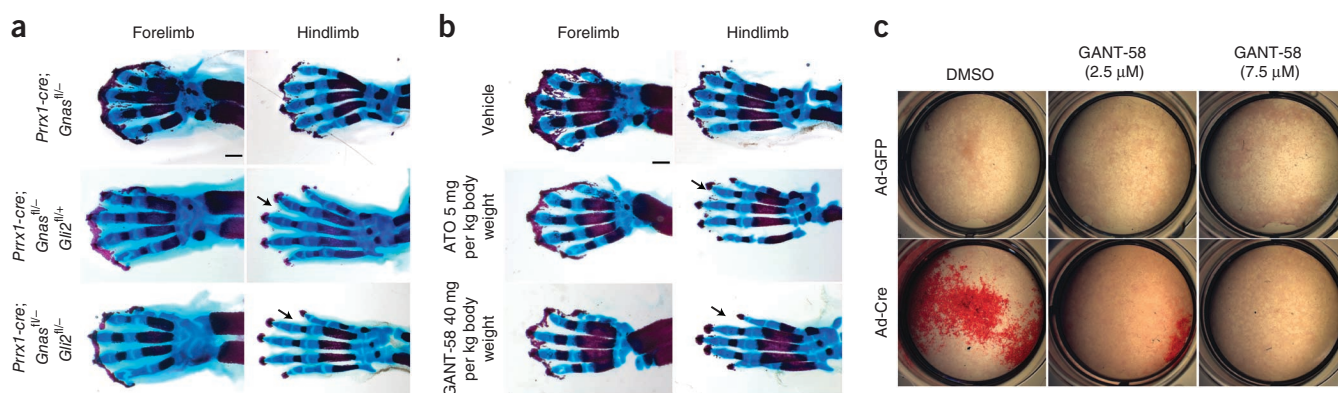 a
Forelimb Hindlimb
Prrx1-cre;
Gnas^fl/–
Prrx1-cre;
Gnas^fl/–
Gli2^fl/+
Prrx1-cre;
Gnas^fl/–
Gli2^fl/–
b
Forelimb Hindlimb
Vehicle
ATO 5 mg
per kg body
weight
GANT-58 40 mg
per kg body
weight
c
DMSO
GANT-58
(2.5 μM)
GANT-58
(7.5 μM)
Ad-GFP
Ad-Cre